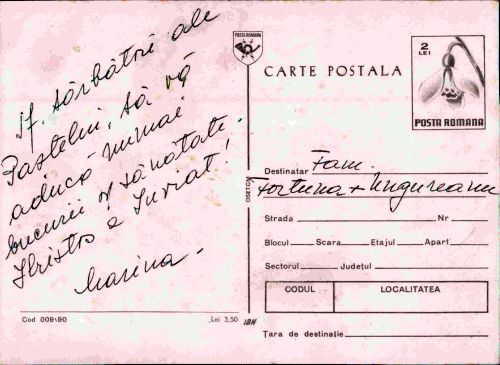 Sf. sărbători ale
Paștelui, să vă
aducă numai
bucurii și sănătate.
Hristos a Înviat!
Marina.
POSTA ROMANA
CARTE POSTALA
2
LEI
POSTA ROMANA
Destinatar Fam.
Fortuna + Ungureanu
Strada Nr
Blocul Scara Etajul Apart
Sectorul Județul
CODUL LOCALITATEA
Țara de destinație
Cod 009\90 Lei 3,50